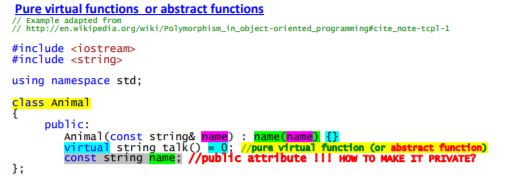 Pure virtual functions or abstract functions
// Example adapted from
// http://en.wikipedia.org/wiki/Polymorphism_in_object-oriented_programming#cite_note-tcpl-1
#include <iostream>
#include <string>
using namespace std;
class Animal
{
public:
Animal(const string& name) : name(name) {}
virtual string talk() = 0; //pure virtual function (or abstract function)
const string name; //public attribute !!! HOW TO MAKE IT PRIVATE?
};